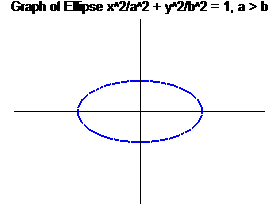 Graph of Ellipse x^2/a^2 + y^2/b^2 = 1, a > b